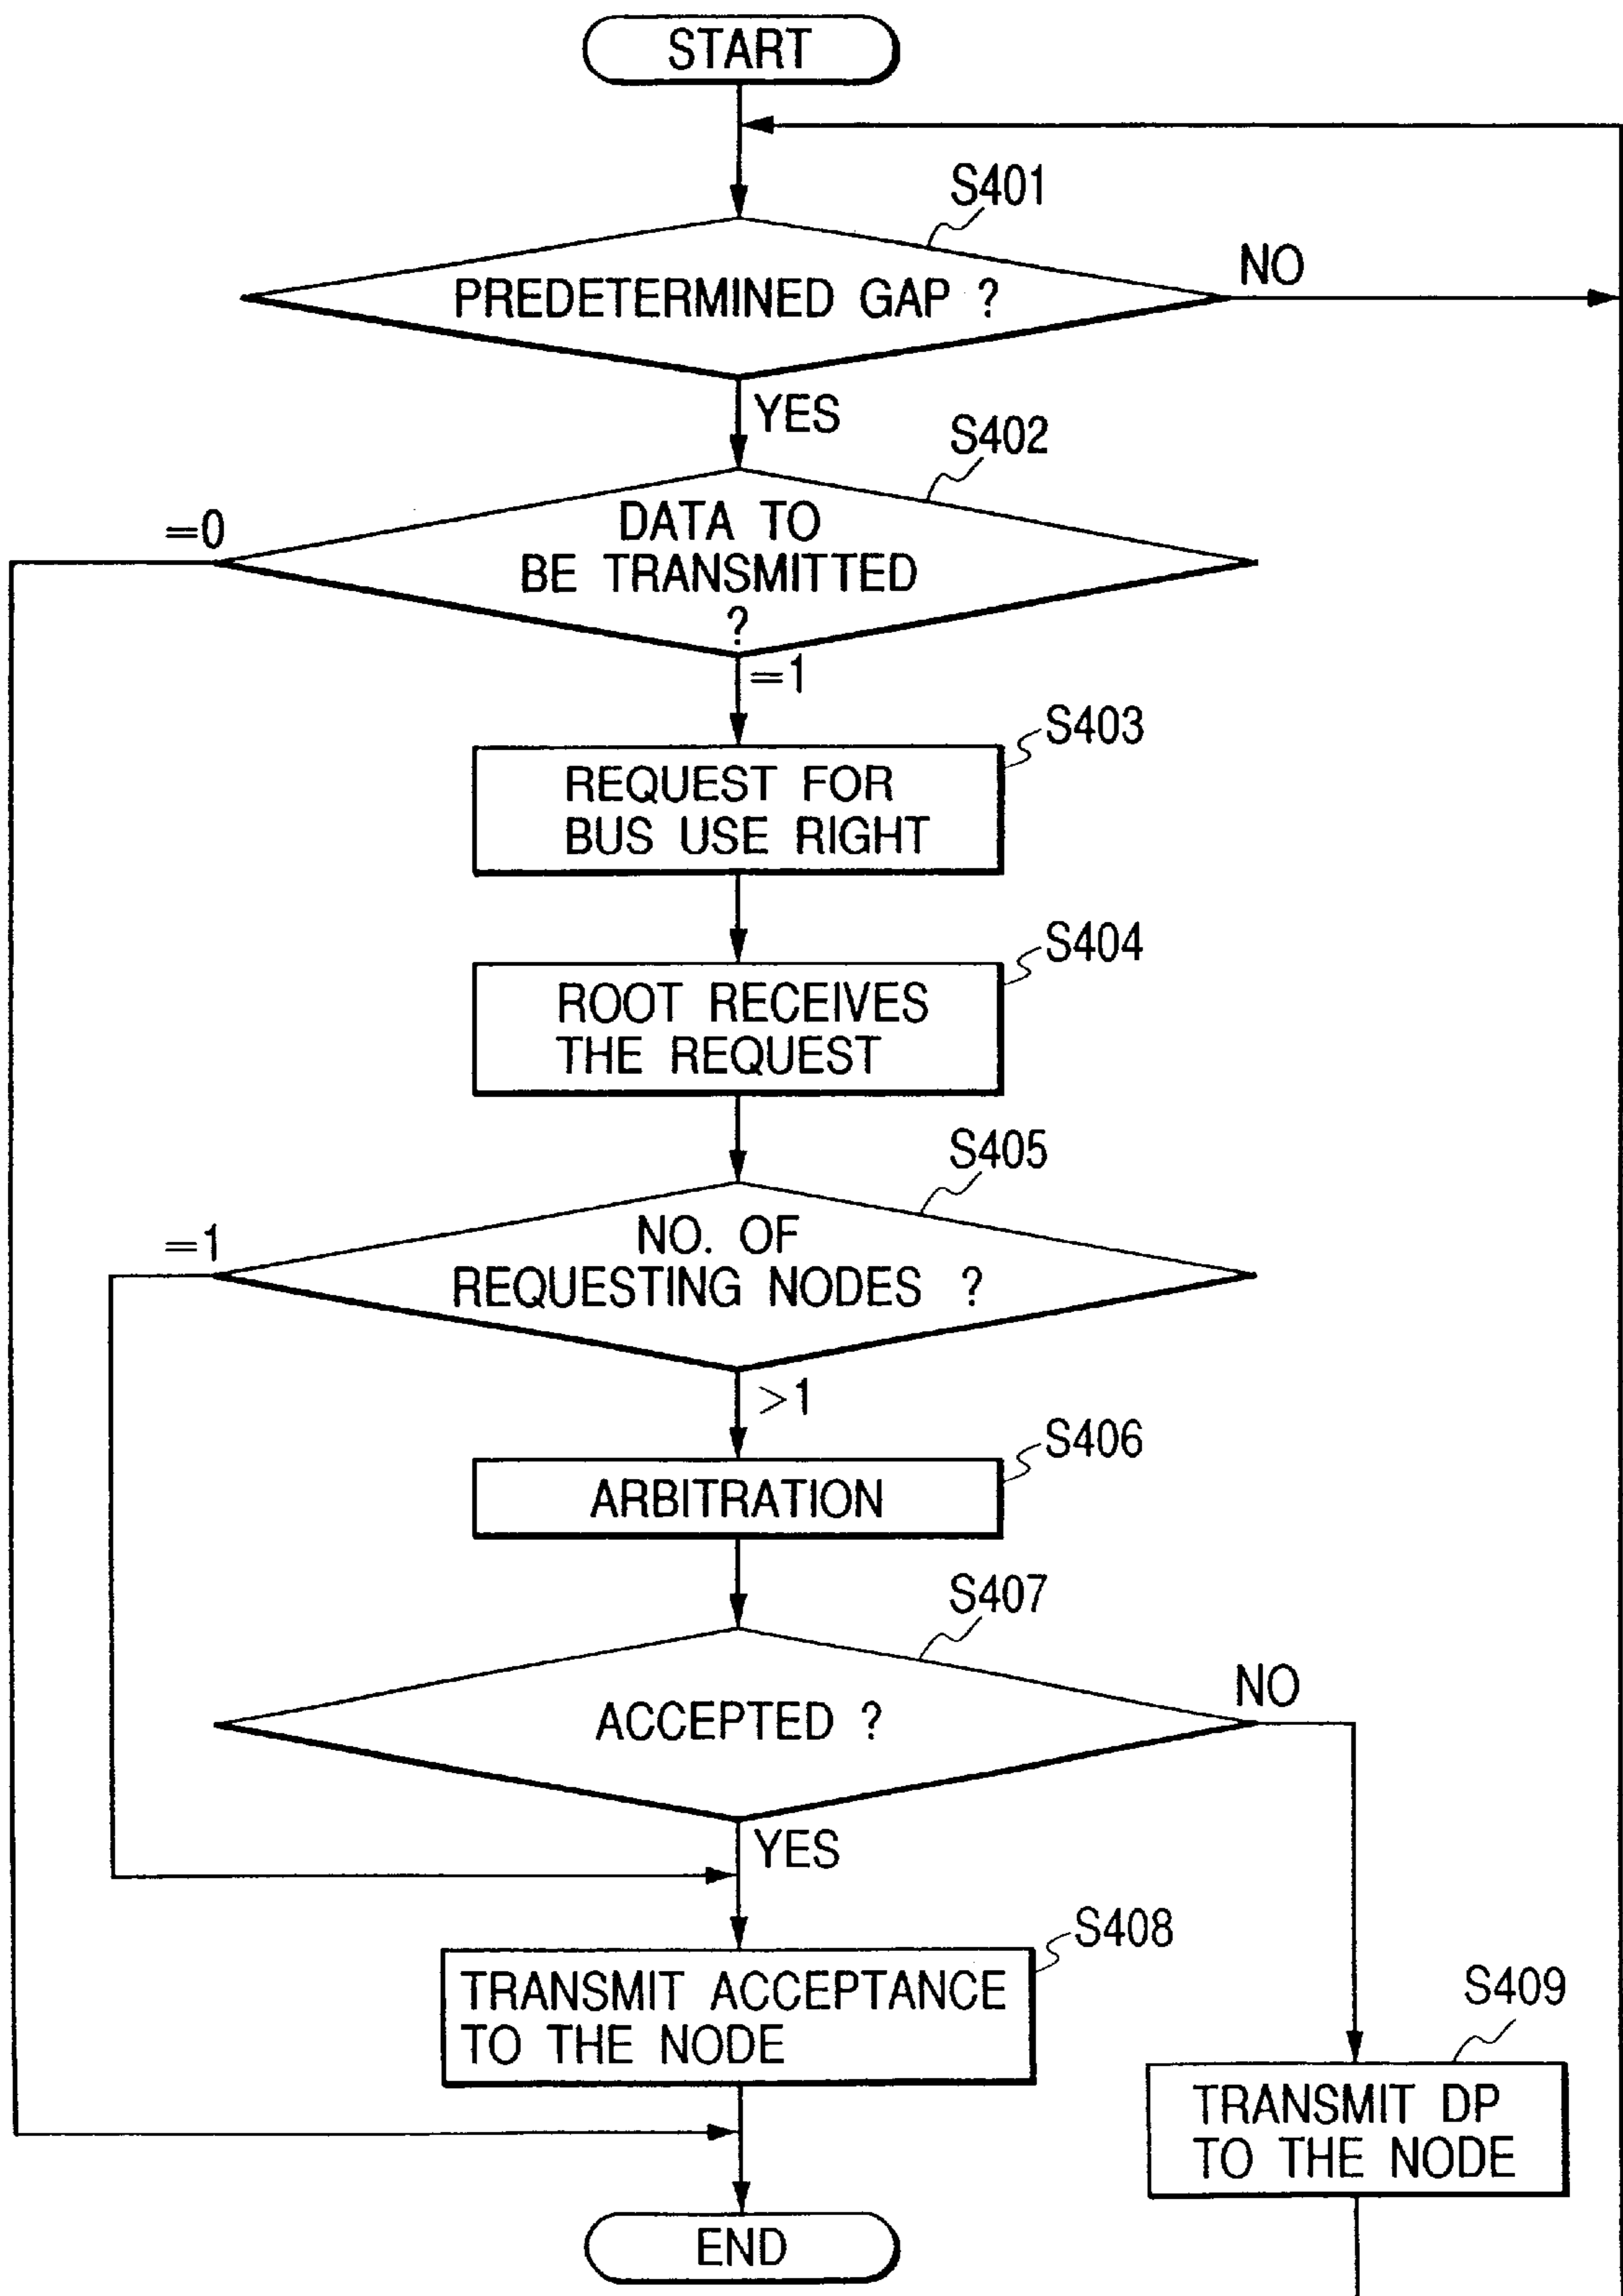 START
S401
PREDETERMINED GAP ?
NO
YES
S402
=0
DATA TO
BE TRANSMITTED
?
=1
S403
REQUEST FOR
BUS USE RIGHT
S404
ROOT RECEIVES
THE REQUEST
S405
=1
NO. OF
REQUESTING NODES ?
>1
S406
ARBITRATION
S407
NO
ACCEPTED ?
YES
S408
TRANSMIT ACCEPTANCE
TO THE NODE
S409
TRANSMIT DP
TO THE NODE
END